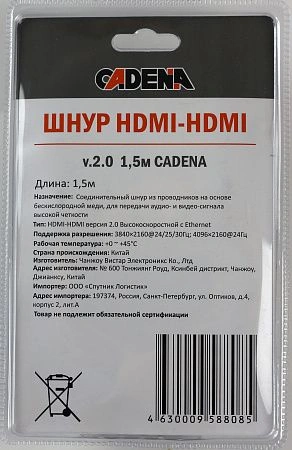 CADENA
ШНУР HDMI-HDMI
v.2.0 1,5м CADENA
Длина: 1,5м
Назначение: Соединительный шнур из проводников на основе
бескислородной меди, для передачи аудио- и видео-сигнала
высокой четкости
Тип: HDMI-HDMI версии 2.0 Высокоскоростной с Ethernet
Поддержка разрешения: 3840×2160@24/25/30Гц; 4096×2160@24Гц
Рабочая температура: +0 ~ +45°С
Страна происхождения: Китай
Изготовитель: Чанжоу Вистар Электроникс Ко., Лтд
Адрес изготовителя: № 600 Тонжиянг Роуд, Ксинбей дистрикт, Чанжоу,
Джианксу, Китай
Импортер: ООО «Спутник Логистик»
Адрес импортера: 197374, Россия, Санкт-Петербург, ул. Оптиков, д.4,
корпус 2, лит.А
Товар не подлежит обязательной сертификации
4 630009 588085